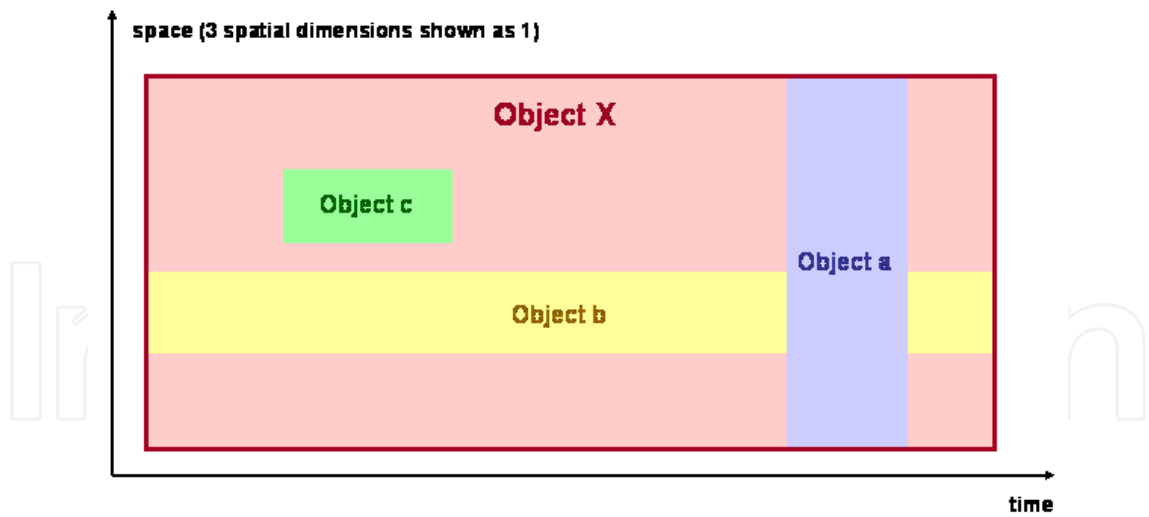 space (3 spatial dimensions shown as 1)
Object X
Object c
Object a
Object b
time